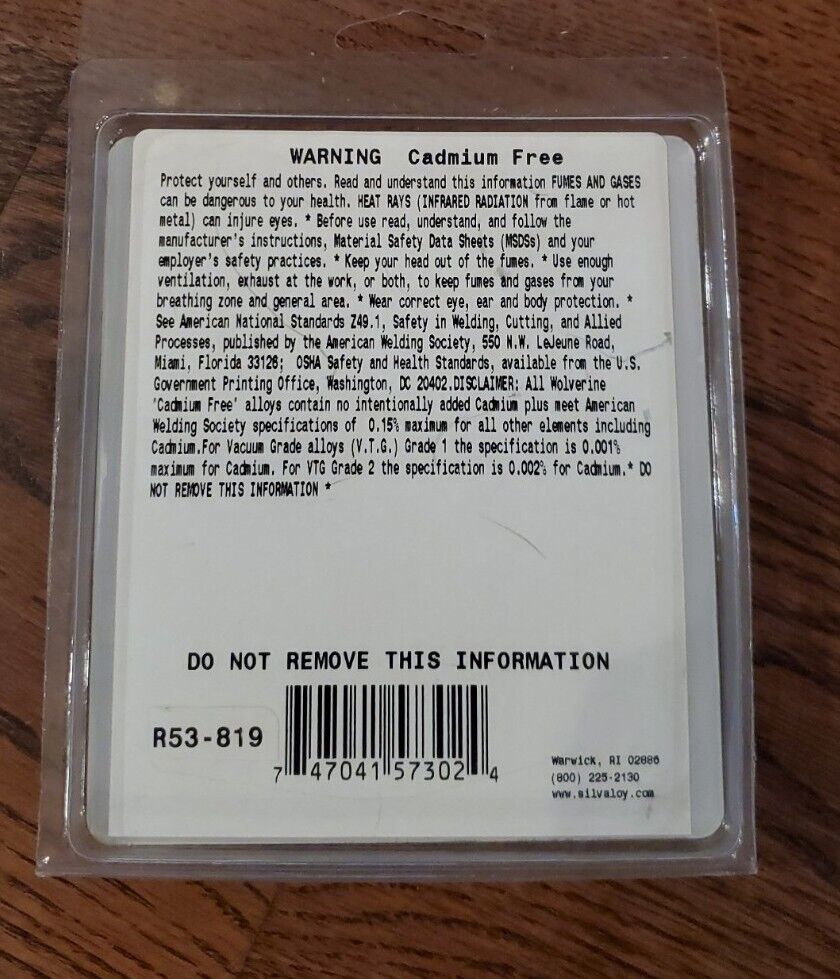 WARNING Cadmium Free
Protect yourself and others. Read and understand this information FUMES AND GASES
can be dangerous to your health. HEAT RAYS (INFRARED RADIATION from flame or hot
metal) can injure eyes. * Before use read, understand, and follow the
manufacturer's instructions, Material Safety Data Sheets (MSDSs) and your
employer's safety practices. * Keep your head out of the fumes. * Use enough
ventilation, exhaust at the work, or both, to keep fumes and gases from your
breathing zone and general area. * Wear correct eye, ear and body protection. *
See American National Standards Z49.1, Safety in Welding, Cutting, and Allied
Processes, published by the American Welding Society, 550 N.W. LeJeune Road,
Miami, Florida 33126; OSHA Safety and Health Standards, available from the U.S.
Government Printing Office, Washington, DC 20402.DISCLAIMER: All Wolverine
'Cadmium Free' alloys contain no intentionally added Cadmium plus meet American
Welding Society specifications of 0.15% maximum for all other elements including
Cadmium.For Vacuum Grade alloys (V.T.G.) Grade 1 the specification is 0.001%
maximum for Cadmium. For VTG Grade 2 the specification is 0.002% for Cadmium.* DO
NOT REMOVE THIS INFORMATION *
DO NOT REMOVE THIS INFORMATION
R53-819
7 47041 57302 4
Warwick, RI 02886
(800) 225-2130
www.silvaloy.com